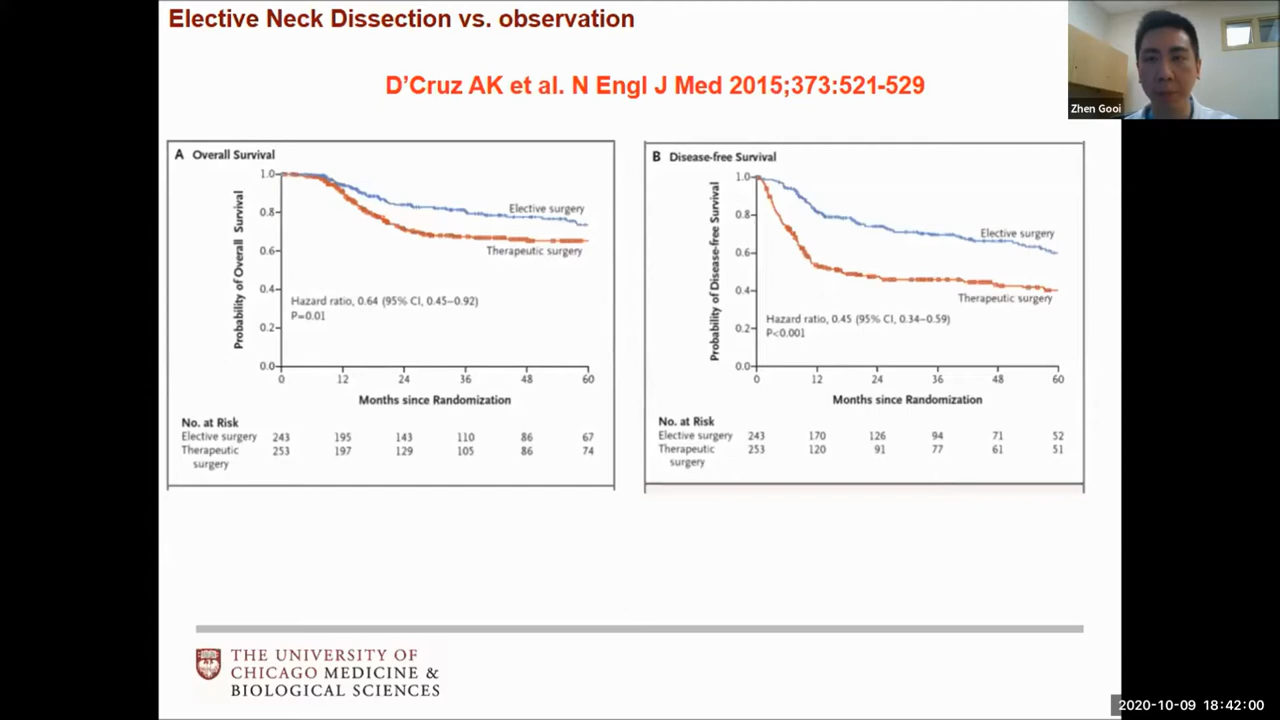 Elective Neck Dissection vs. observation
D'Cruz AK et al. N Engl J Med 2015;373:521-529
Zhen Gooi
A Overall Survival
Probability of Overall Survival
1.0
0.8
0.6
0.4
0.2
0.0
Elective surgery
Therapeutic surgery
Hazard ratio, 0.64 (95% CI, 0.45–0.92)
P=0.01
0 12 24 36 48 60
Months since Randomization
No. at Risk
Elective surgery 243 195 143 110 86 67
Therapeutic 253 197 129 105 86 74
surgery
B Disease-free Survival
Probability of Disease-free Survival
1.0
0.8
0.6
0.4
0.2
0.0
Elective surgery
Therapeutic surgery
Hazard ratio, 0.45 (95% CI, 0.34–0.59)
P<0.001
0 12 24 36 48 60
Months since Randomization
No. at Risk
Elective surgery 243 170 126 94 71 52
Therapeutic 253 120 91 77 61 51
surgery
THE UNIVERSITY OF
CHICAGO MEDICINE &
BIOLOGICAL SCIENCES
2020-10-09 18:42:00